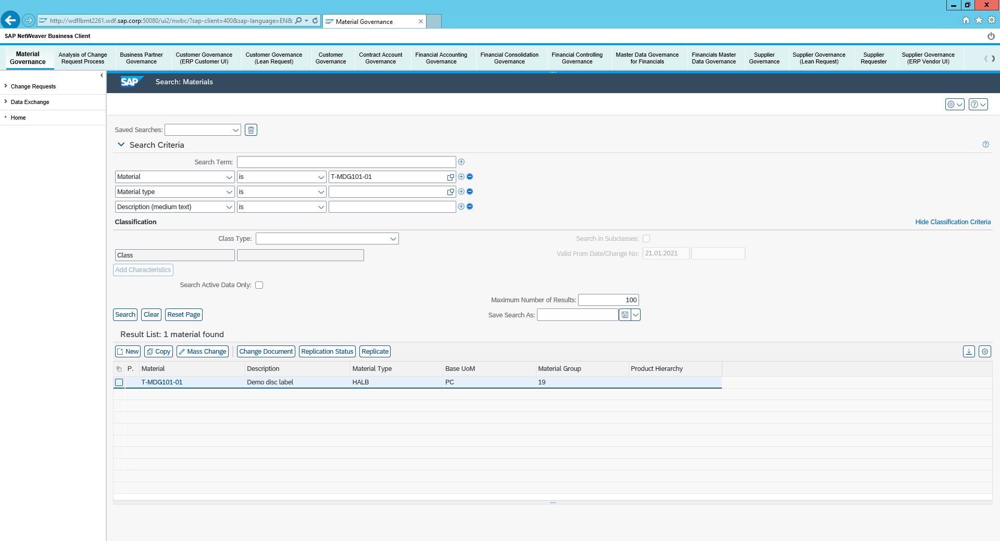 http://wdflbmt2261.wdf.sap.corp:50080/ui2/nwbc/?sap-client=400&sap-language=EN&
SAP Material Governance
SAP NetWeaver Business Client
Material Governance
Analysis of Change Request Process
Business Partner Governance
Customer Governance (ERP Customer UI)
Customer Governance (Lean Request)
Customer Governance
Contract Account Governance
Financial Accounting Governance
Financial Consolidation Governance
Financial Controlling Governance
Master Data Governance for Financials
Financials Master Data Governance
Supplier Governance
Supplier Governance (Lean Request)
Supplier Requester
Supplier Governance (ERP Vendor UI)
Change Requests
Data Exchange
Home
SAP Search: Materials
Saved Searches:
Search Criteria
Search Term:
Material is T-MDG101-01
Material type is
Description (medium text) is
Classification Hide Classification Criteria
Class Type: Search in Subclasses:
Class Valid From Date/Change No: 21.01.2021
Add Characteristics
Search Active Data Only:
Maximum Number of Results: 100
Search Clear Reset Page Save Search As:
Result List: 1 material found
New Copy Mass Change Change Document Replication Status Replicate
P. Material Description Material Type Base UoM Material Group Product Hierarchy
T-MDG101-01 Demo disc label HALB PC 19